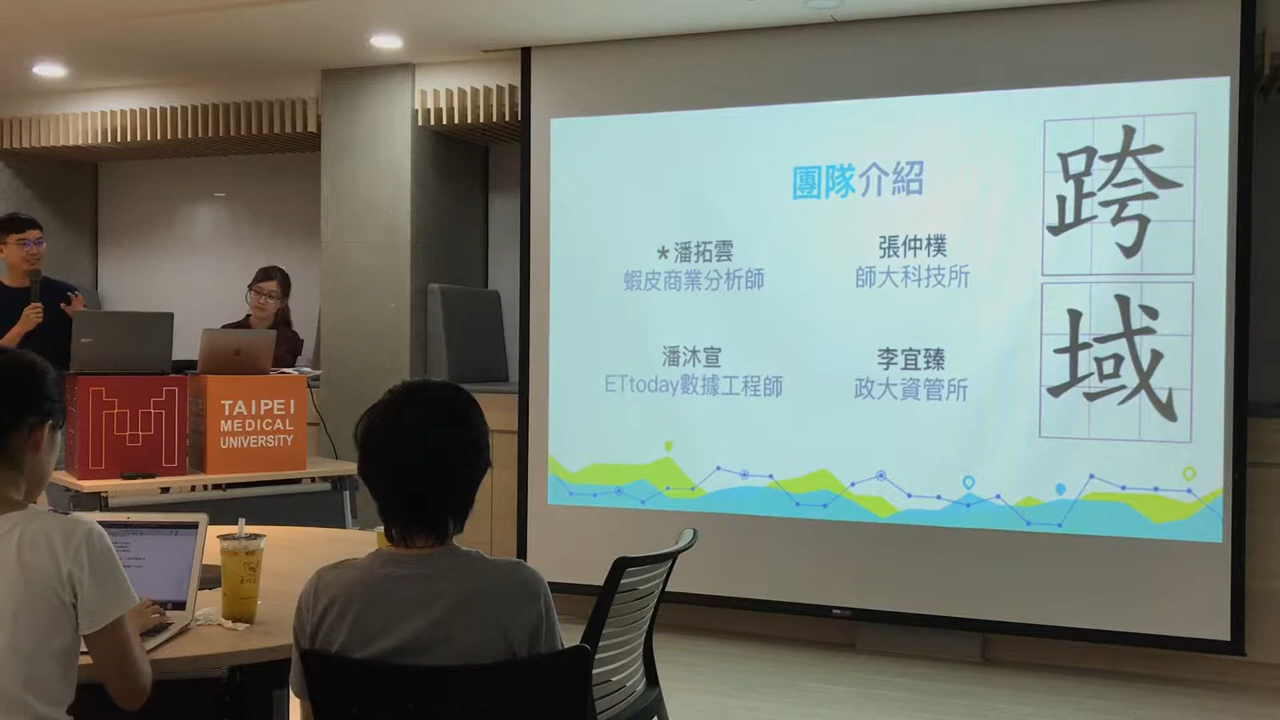 團隊介紹
跨
域
*潘拓雲
蝦皮商業分析師
張仲樸
師大科技所
潘沐宣
ETtoday數據工程師
李宜臻
政大資管所
TAIPEI
MEDICAL
UNIVERSITY
acer